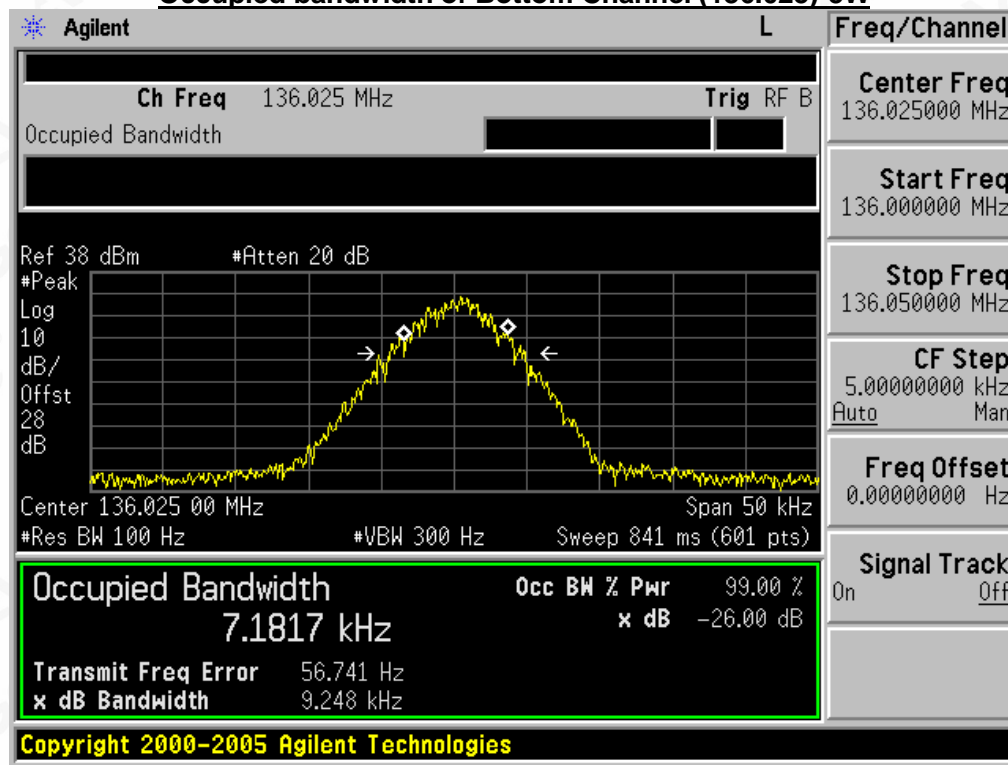 Agilent L Freq/Channel
Ch Freq 136.025 MHz Trig RF B
Occupied Bandwidth
Center Freq
136.025000 MHz
Start Freq
136.000000 MHz
Stop Freq
136.050000 MHz
CF Step
5.00000000 kHz
Auto Man
Freq Offset
0.00000000 Hz
Signal Track
On Off
Ref 38 dBm #Atten 20 dB
#Peak
Log
10
dB/
Offst
28
dB
Center 136.025 00 MHz Span 50 kHz
#Res BW 100 Hz #VBW 300 Hz Sweep 841 ms (601 pts)
Occupied Bandwidth Occ BW % Pwr 99.00 %
7.1817 kHz x dB -26.00 dB
Transmit Freq Error 56.741 Hz
x dB Bandwidth 9.248 kHz
Copyright 2000-2005 Agilent Technologies